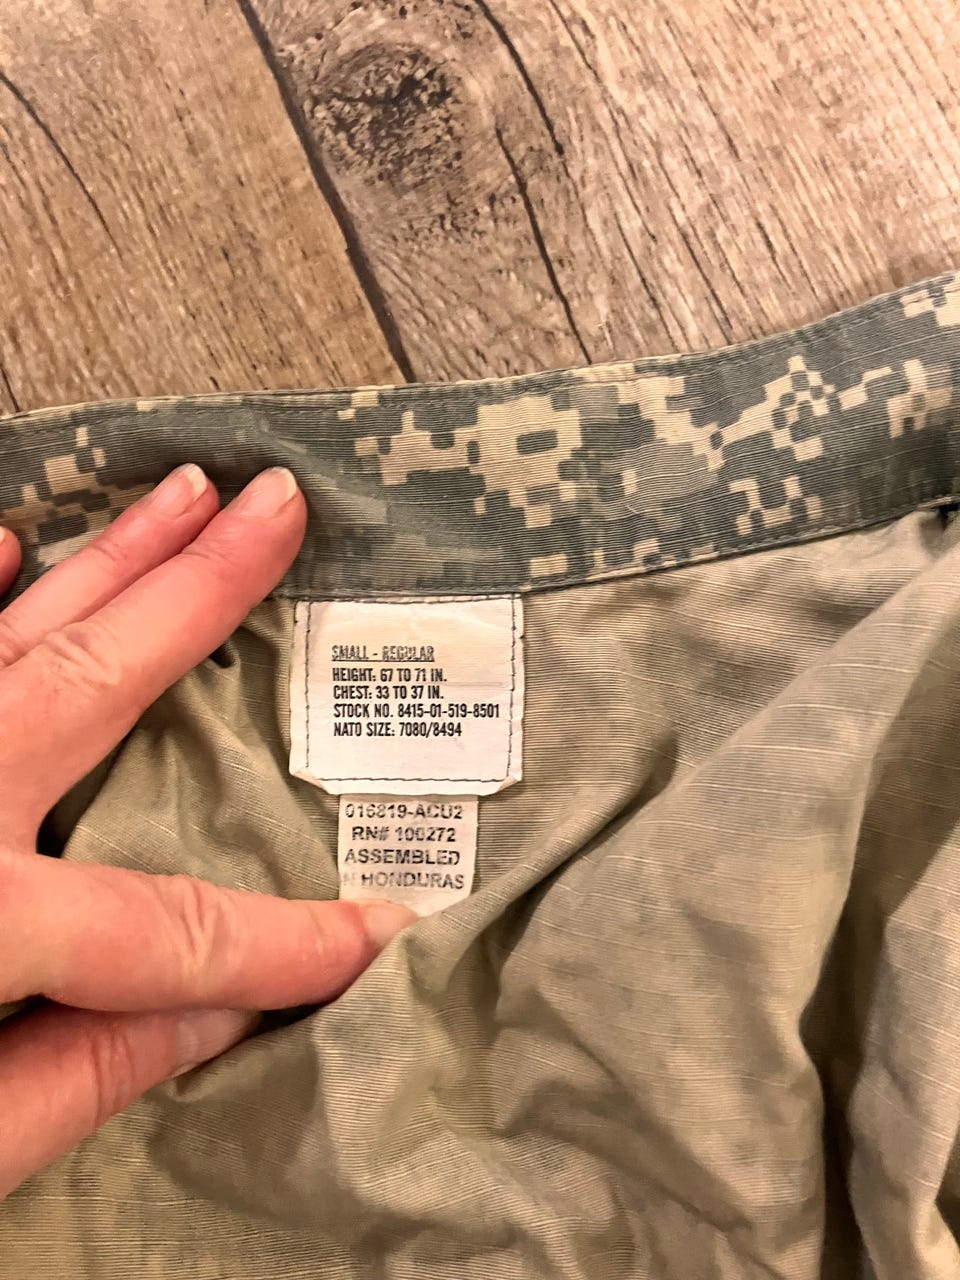 SMALL - REGULAR
HEIGHT: 67 TO 71 IN.
CHEST: 33 TO 37 IN.
STOCK NO. 8415-01-519-8501
NATO SIZE: 7080/8494
016819-ACU2
RN# 100272
ASSEMBLED
N HONDURAS